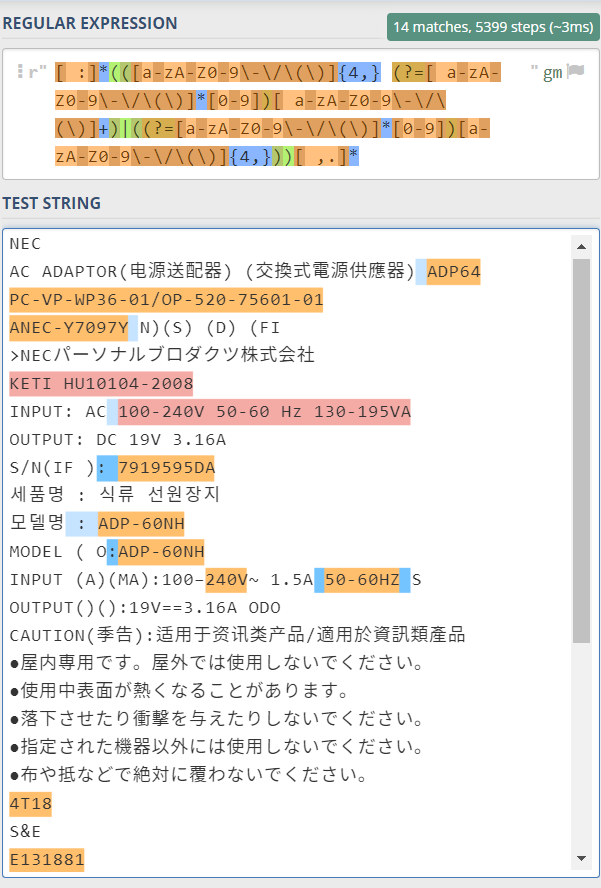 REGULAR EXPRESSION
14 matches, 5399 steps (~3ms)
r" [ :]*(([a-zA-Z0-9\-\/\(\)]{4,} (?=[ a-zA- " gm
Z0-9\-\/\(\)]*[0-9])[ a-zA-Z0-9\-\/\
(\)]+)|((?=[a-zA-Z0-9\-\/\(\)]*[0-9])[a-
zA-Z0-9\-\/\(\)]{4,}))[ ,.]*
TEST STRING
NEC
AC ADAPTOR(电源送配器) (交換式電源供應器) ADP64
PC-VP-WP36-01/OP-520-75601-01
ANEC-Y7097Y N)(S) (D) (FI
>NECパーソナルブロダクツ株式会社
KETI HU10104-2008
INPUT: AC 100-240V 50-60 Hz 130-195VA
OUTPUT: DC 19V 3.16A
S/N(IF ): 7919595DA
세품명 : 식류 선원장지
모델명 : ADP-60NH
MODEL ( O:ADP-60NH
INPUT (A)(MA):100–240V~ 1.5A 50-60HZ S
OUTPUT()():19V==3.16A ODO
CAUTION(季告):适用于资讯类产品/適用於資訊類產品
●屋内専用です。屋外では使用しないでください。
●使用中表面が熱くなることがあります。
●落下させたり衝撃を与えたりしないでください。
●指定された機器以外には使用しないでください。
●布や抵などで絶対に覆わないでください。
4T18
S&E
E131881